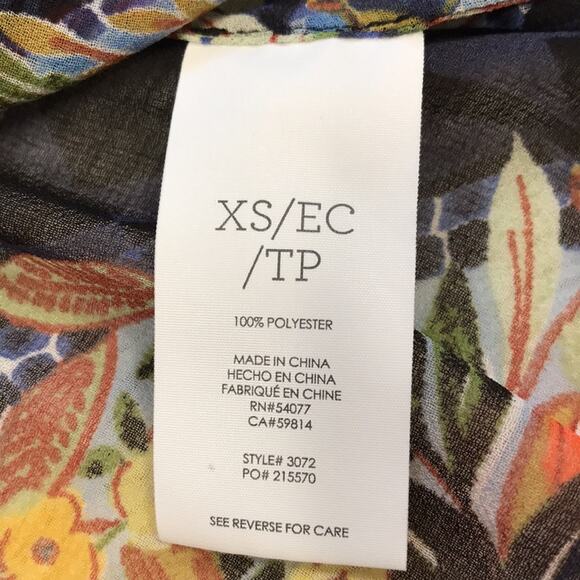 XS/EC
/TP
100% POLYESTER
MADE IN CHINA
HECHO EN CHINA
FABRIQUÉ EN CHINE
RN#54077
CA#59814
STYLE# 3072
PO# 215570
SEE REVERSE FOR CARE